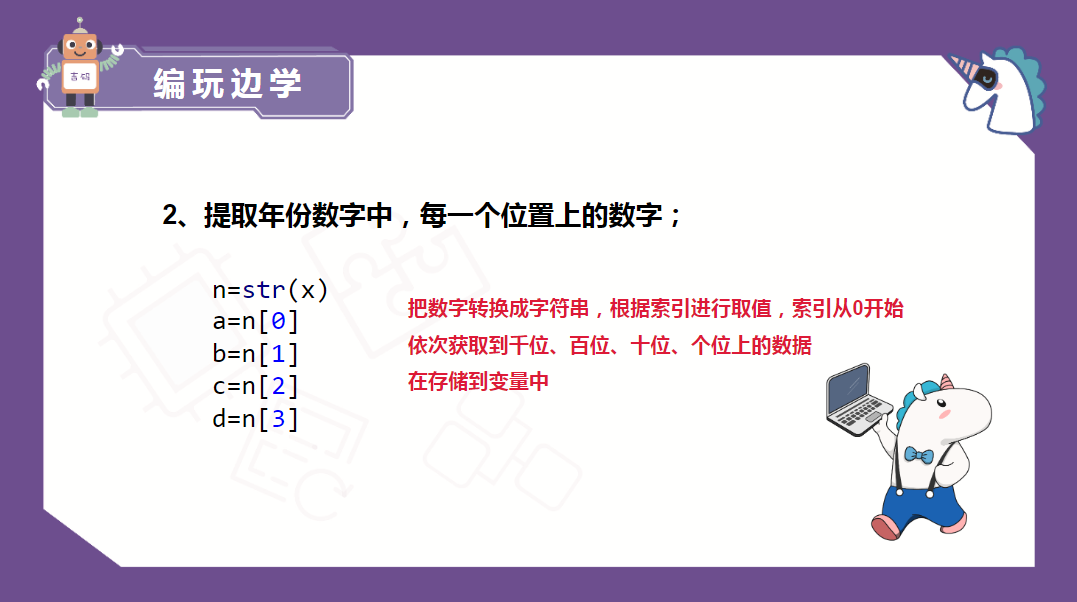 编玩边学
2、提取年份数字中，每一个位置上的数字；
n=str(x)
a=n[0]
b=n[1]
c=n[2]
d=n[3]
把数字转换成字符串，根据索引进行取值，索引从0开始
依次获取到千位、百位、十位、个位上的数据
在存储到变量中